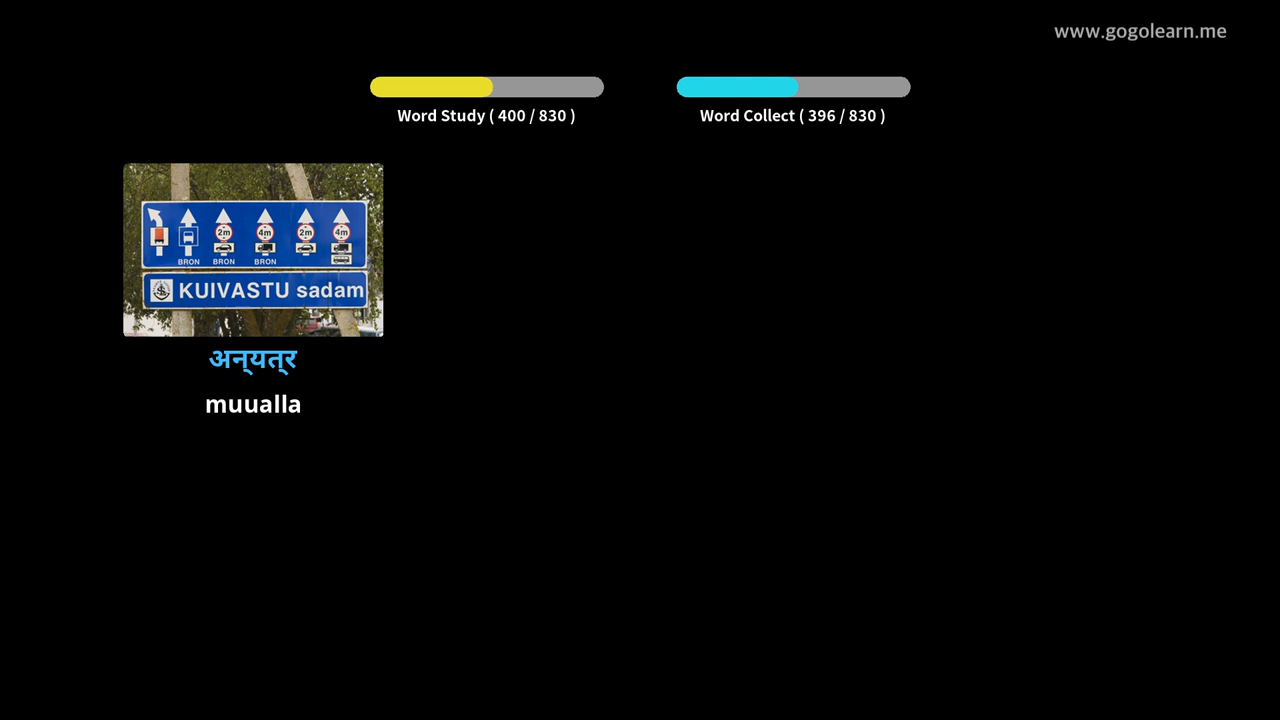 www.gogolearn.me
Word Study ( 400 / 830 )
Word Collect ( 396 / 830 )
2m 4m 2m 4m
BRON BRON BRON
KUIVASTU sadam
अन्यत्र
muualla